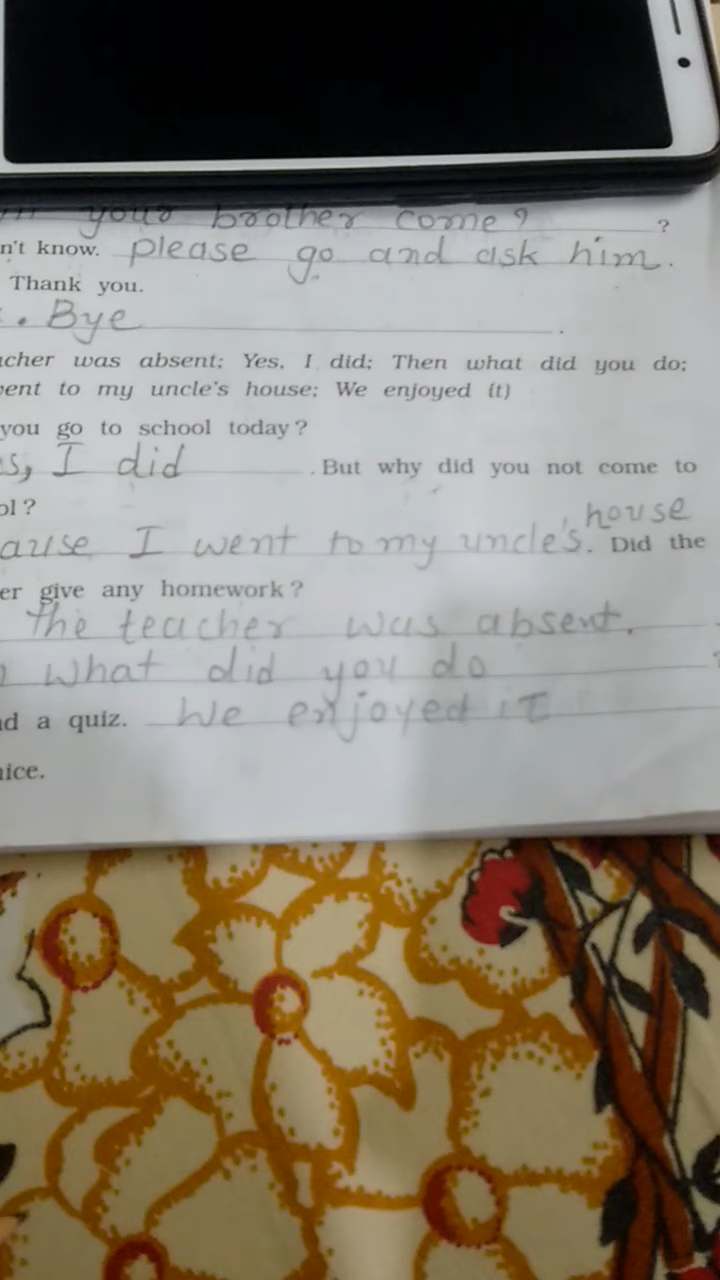 your brother come? ?
n't know. please go and ask him.
Thank you.
. Bye .
acher was absent; Yes, I did; Then what did you do;
ent to my uncle's house; We enjoyed it)
you go to school today?
s, I did . But why did you not come to
ol?
house
ause I went to my uncle's. Did the
er give any homework?
The teacher was absent.
what did you do ?
d a quiz. We enjoyed it
ice.